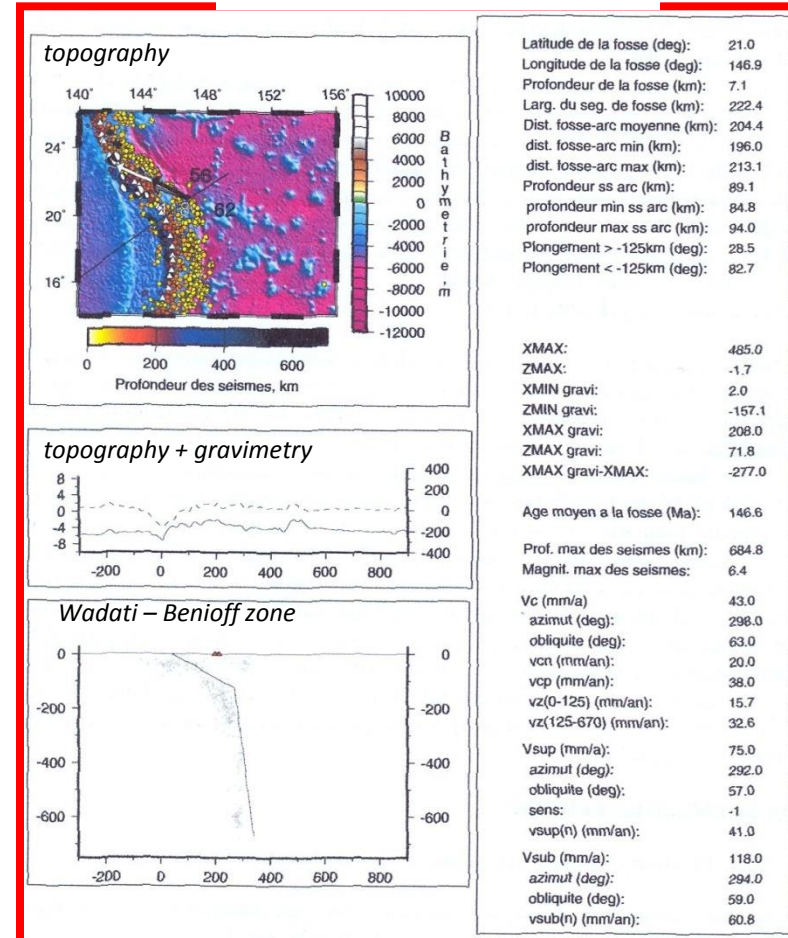 topography
140° 144° 148° 152° 156°
24°
20°
16°
56
62
10000
8000
6000
4000
2000
0
-2000
-4000
-6000
-8000
-10000
-12000
Bathymetrie, m
0 200 400 600
Profondeur des seismes, km
topography + gravimetry
8
4
0
-4
-8
400
200
0
-200
-400
-200 0 200 400 600 800
Wadati – Benioff zone
0 0
-200 -200
-400 -400
-600 -600
-200 0 200 400 600 800
Latitude de la fosse (deg): 21.0
Longitude de la fosse (deg): 146.9
Profondeur de la fosse (km): 7.1
Larg. du seg. de fosse (km): 222.4
Dist. fosse-arc moyenne (km): 204.4
dist. fosse-arc min (km): 196.0
dist. fosse-arc max (km): 213.1
Profondeur ss arc (km): 89.1
profondeur min ss arc (km): 84.8
profondeur max ss arc (km): 94.0
Plongement > -125km (deg): 28.5
Plongement < -125km (deg): 82.7
XMAX: 485.0
ZMAX: -1.7
XMIN gravi: 2.0
ZMIN gravi: -157.1
XMAX gravi: 208.0
ZMAX gravi: 71.8
XMAX gravi-XMAX: -277.0
Age moyen a la fosse (Ma): 146.6
Prof. max des seismes (km): 684.8
Magnit. max des seismes: 6.4
Vc (mm/a) 43.0
azimut (deg): 298.0
obliquite (deg): 63.0
vcn (mm/an): 20.0
vcp (mm/an): 38.0
vz(0-125) (mm/an): 15.7
vz(125-670) (mm/an): 32.6
Vsup (mm/a): 75.0
azimut (deg): 292.0
obliquite (deg): 57.0
sens: -1
vsup(n) (mm/an): 41.0
Vsub (mm/a): 118.0
azimut (deg): 294.0
obliquite (deg): 59.0
vsub(n) (mm/an): 60.8